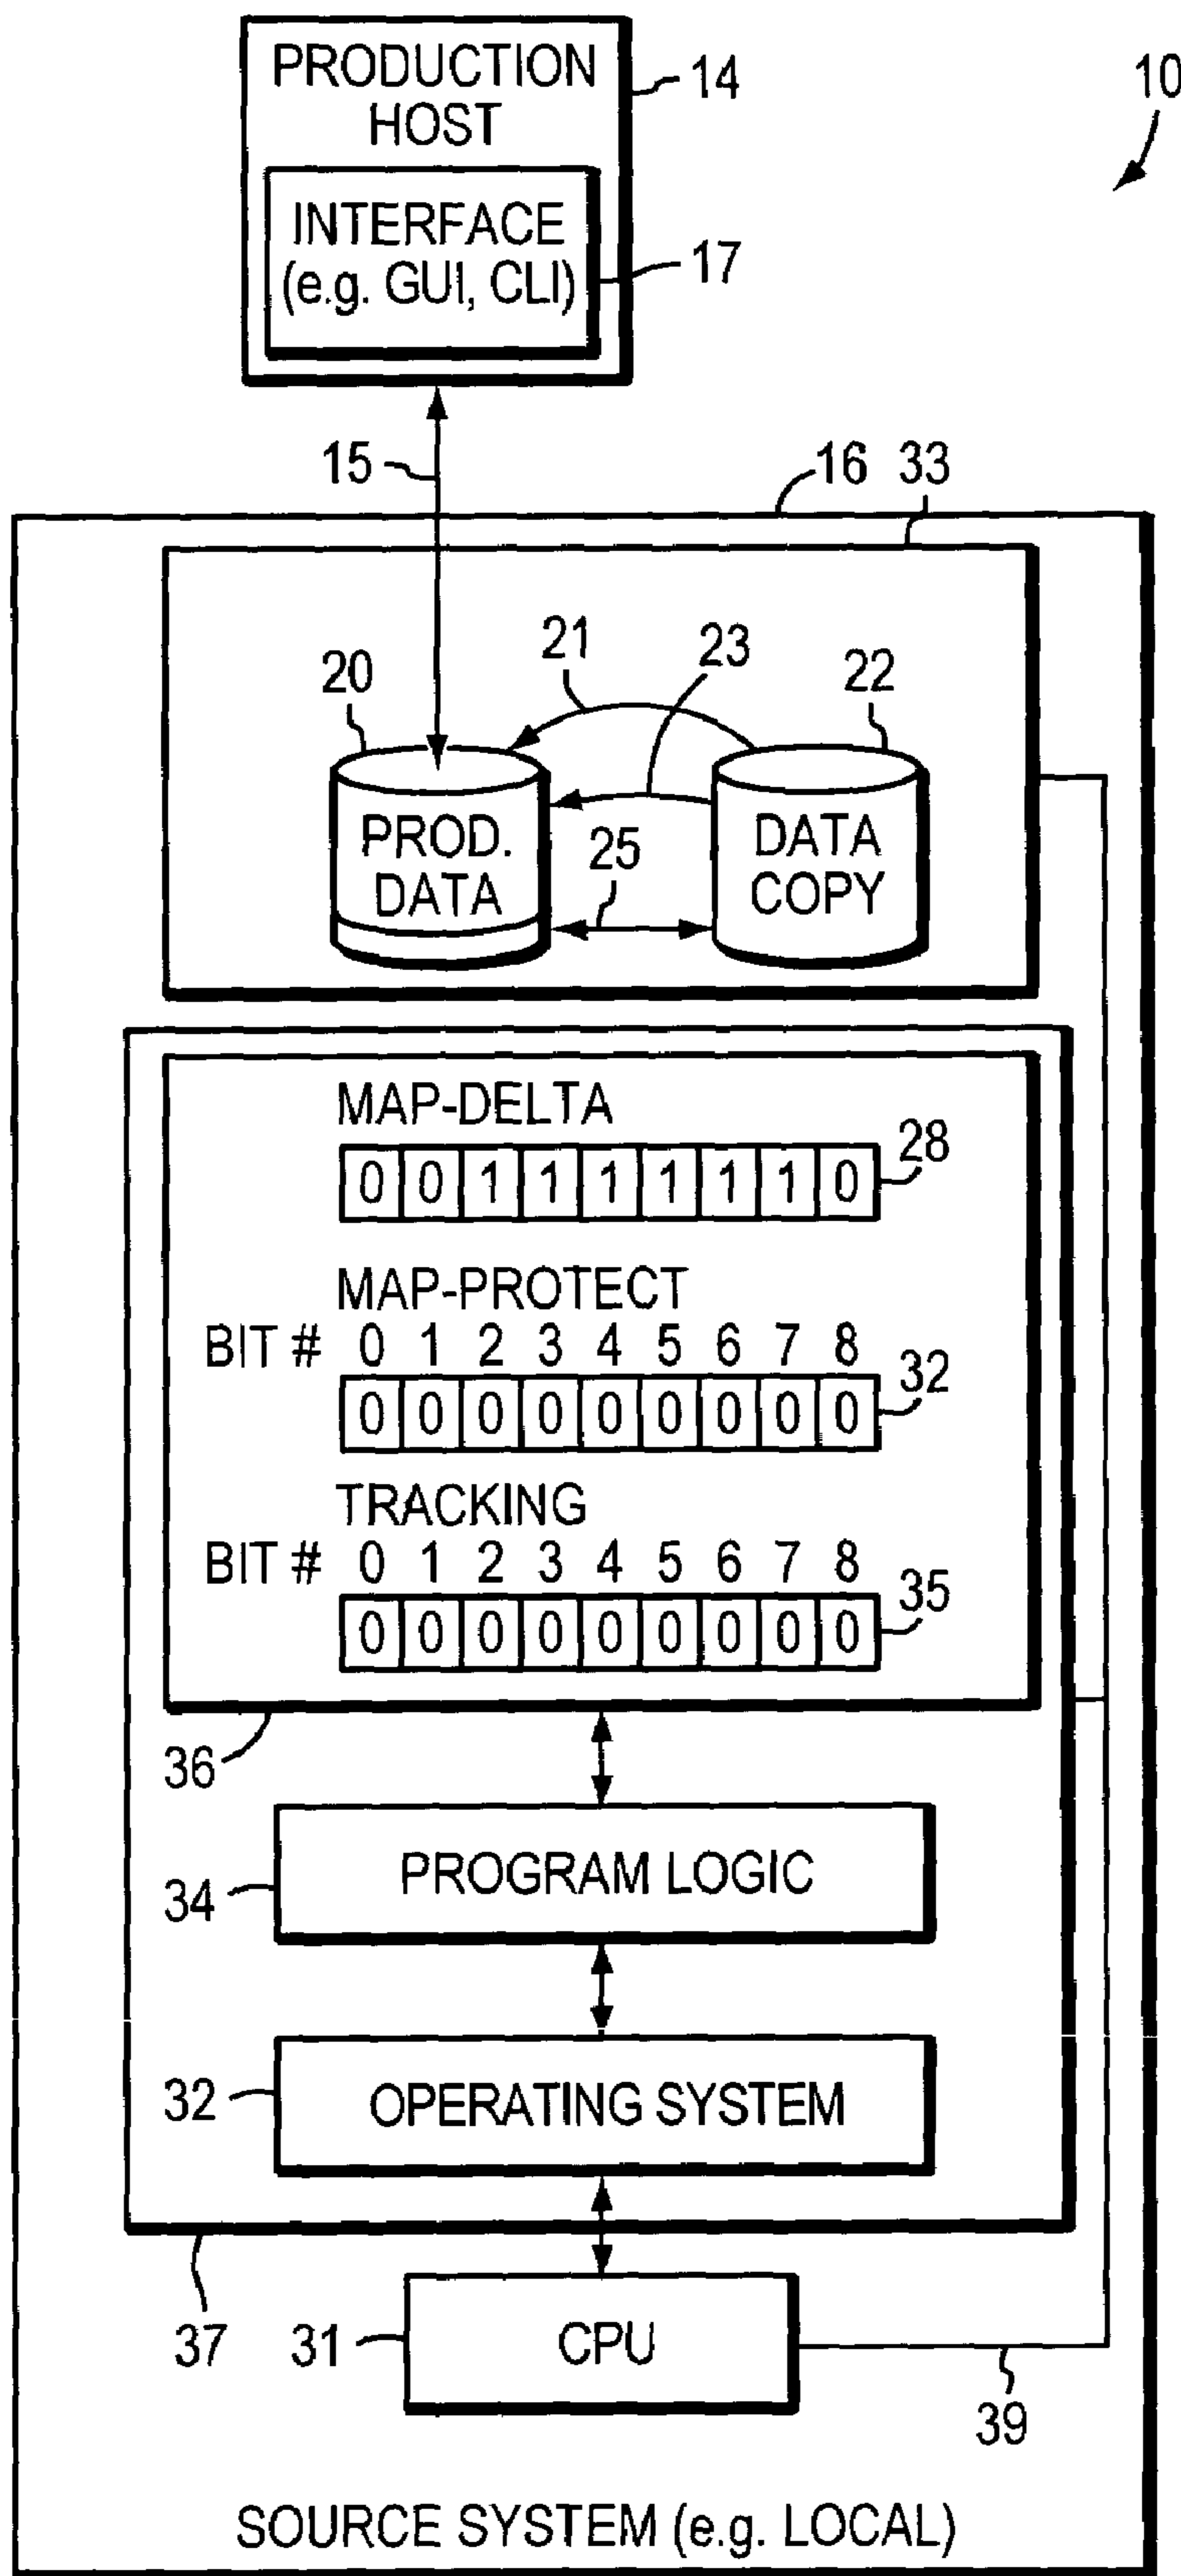 PRODUCTION
HOST
14
10
INTERFACE
(e.g. GUI, CLI)
17
15
16
33
21
23
20
22
PROD.
DATA
25
DATA
COPY
MAP-DELTA
0 0 1 1 1 1 1 1 0
28
MAP-PROTECT
BIT # 0 1 2 3 4 5 6 7 8
0 0 0 0 0 0 0 0 0
32
TRACKING
BIT # 0 1 2 3 4 5 6 7 8
0 0 0 0 0 0 0 0 0
35
36
PROGRAM LOGIC
34
OPERATING SYSTEM
32
37
CPU
31
39
SOURCE SYSTEM (e.g. LOCAL)